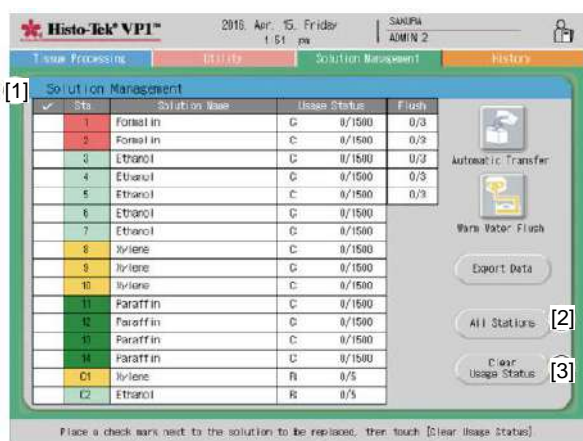 Histo-Tek® VP1™ 2016. Apr. 15. Friday SAKURA
1:51 pm ADMIN 2
Tissue Processing Utility Solution Management History
[1] Solution Management
✓ Sta. Solution Name Usage Status Flush
1 Formalin C 0/1500 0/3
2 Formalin C 0/1500 0/3
3 Ethanol C 0/1500 0/3
4 Ethanol C 0/1500 0/3
5 Ethanol C 0/1500 0/3
6 Ethanol C 0/1500
7 Ethanol C 0/1500
8 Xylene C 0/1500
9 Xylene C 0/1500
10 Xylene C 0/1500
11 Paraffin C 0/1500
12 Paraffin C 0/1500
13 Paraffin C 0/1500
14 Paraffin C 0/1500
C1 Xylene R 0/5
C2 Ethanol R 0/5
Automatic Transfer
Warm Water Flush
Export Data
All Stations [2]
Clear
Usage Status [3]
Place a check mark next to the solution to be replaced, then touch [Clear Usage Status].